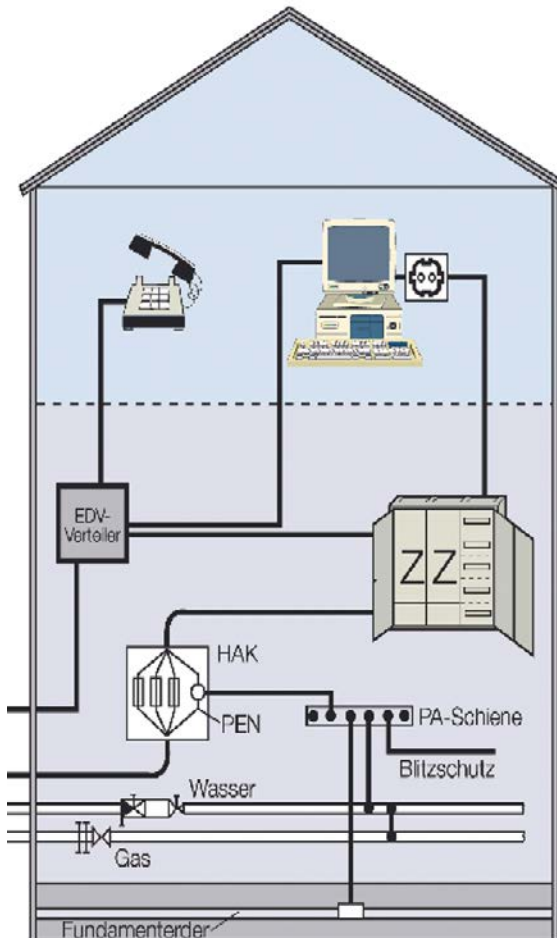 EDV-
Verteiler
ZZ
HAK
PEN
PA-Schiene
Blitzschutz
Wasser
Gas
Fundamenterder